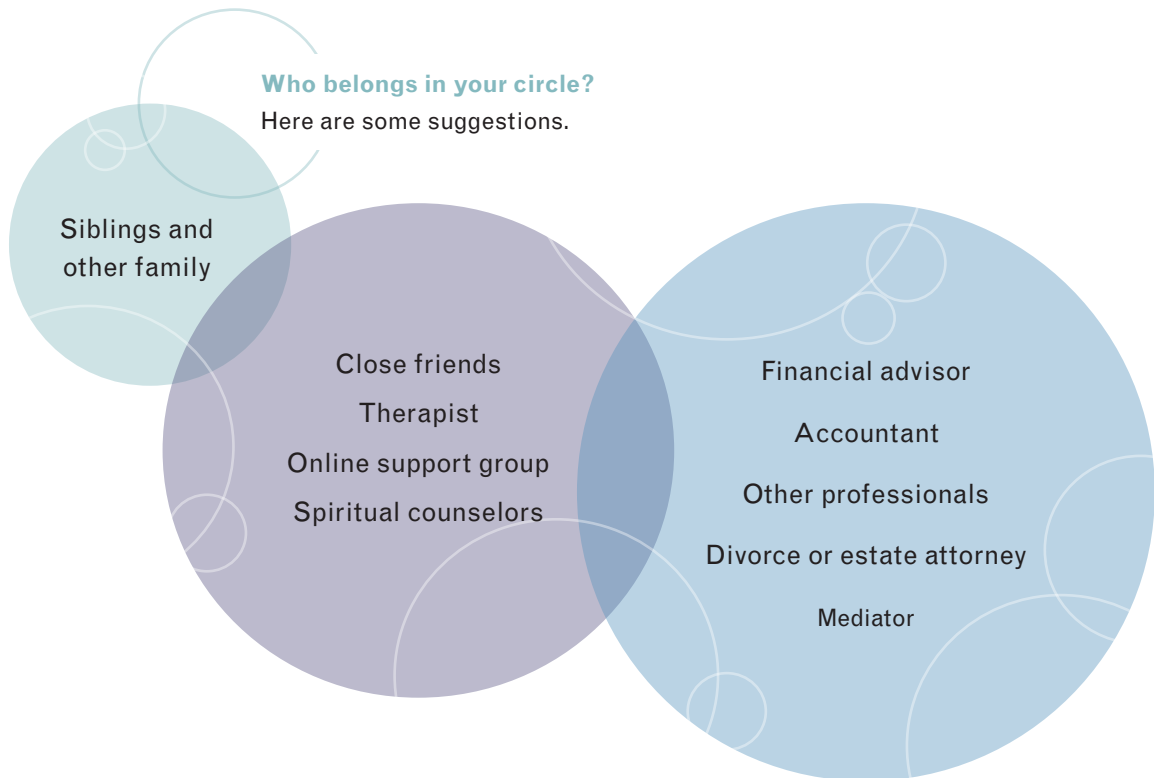 Who belongs in your circle?
Here are some suggestions.
Siblings and
other family
Close friends
Therapist
Online support group
Spiritual counselors
Financial advisor
Accountant
Other professionals
Divorce or estate attorney
Mediator